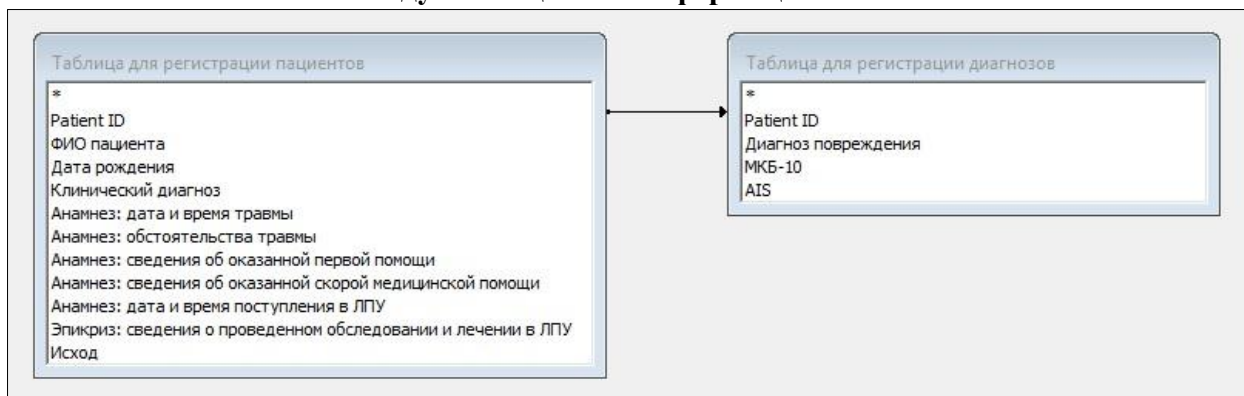 Таблица для регистрации пациентов
*
Patient ID
ФИО пациента
Дата рождения
Клинический диагноз
Анамнез: дата и время травмы
Анамнез: обстоятельства травмы
Анамнез: сведения об оказанной первой помощи
Анамнез: сведения об оказанной скорой медицинской помощи
Анамнез: дата и время поступления в ЛПУ
Эпикриз: сведения о проведенном обследовании и лечении в ЛПУ
Исход
Таблица для регистрации диагнозов
*
Patient ID
Диагноз повреждения
МКБ-10
AIS